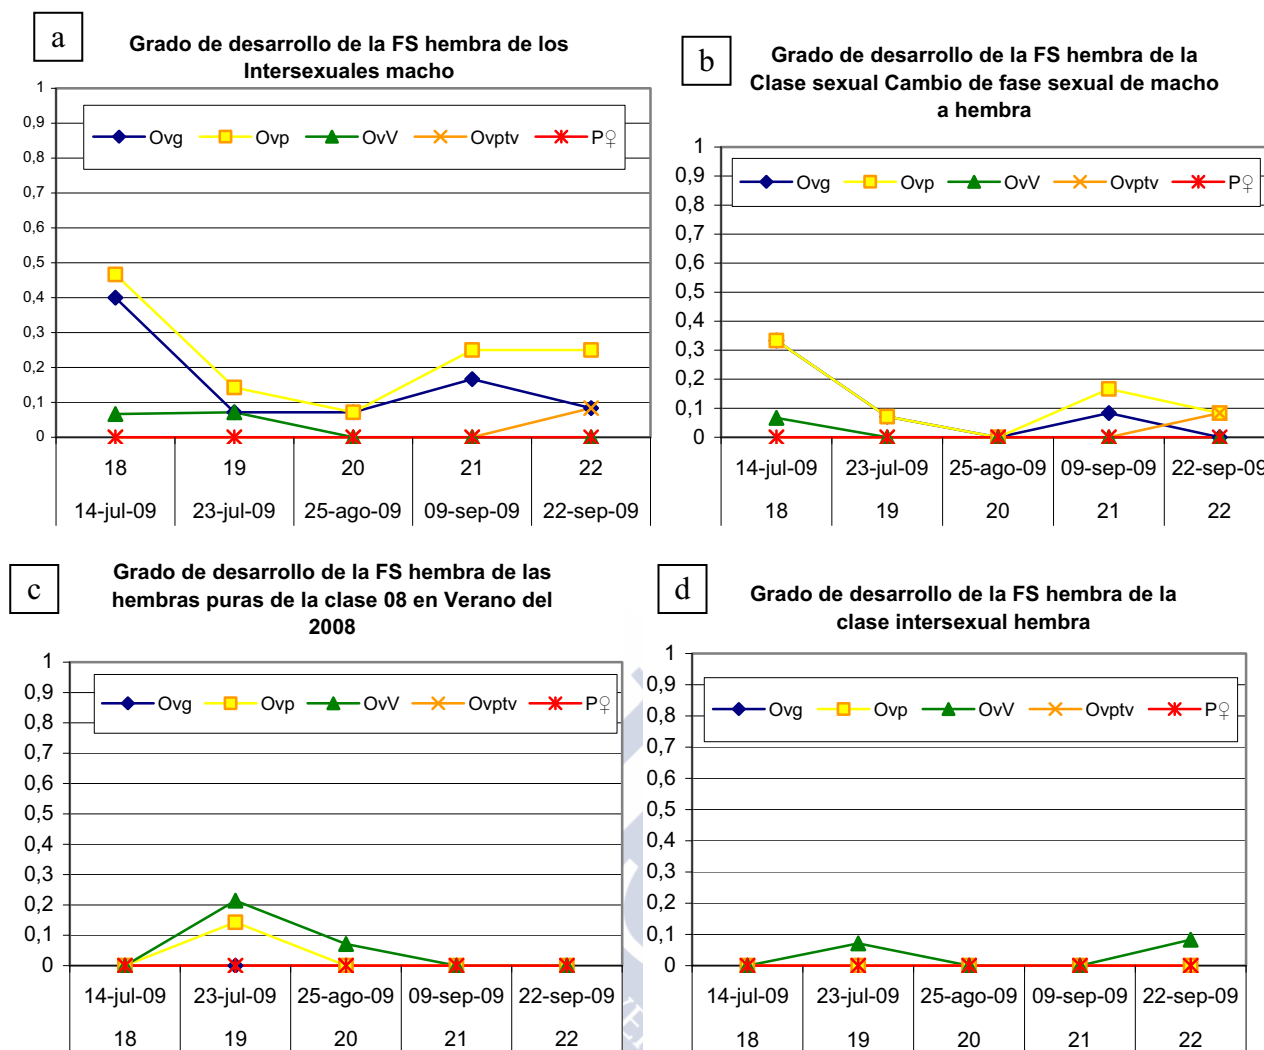 a
Grado de desarrollo de la FS hembra de los
Intersexuales macho
1
0,9
0,8
0,7
0,6
0,5
0,4
0,3
0,2
0,1
0
Ovg Ovp OvV Ovptv P♀
18 19 20 21 22
14-jul-09 23-jul-09 25-ago-09 09-sep-09 22-sep-09
b
Grado de desarrollo de la FS hembra de la
Clase sexual Cambio de fase sexual de macho
a hembra
1
0,9
0,8
0,7
0,6
0,5
0,4
0,3
0,2
0,1
0
Ovg Ovp OvV Ovptv P♀
14-jul-09 23-jul-09 25-ago-09 09-sep-09 22-sep-09
18 19 20 21 22
c
Grado de desarrollo de la FS hembra de las
hembras puras de la clase 08 en Verano del
2008
1
0,9
0,8
0,7
0,6
0,5
0,4
0,3
0,2
0,1
0
Ovg Ovp OvV Ovptv P♀
14-jul-09 23-jul-09 25-ago-09 09-sep-09 22-sep-09
18 19 20 21 22
d
Grado de desarrollo de la FS hembra de la
clase intersexual hembra
1
0,9
0,8
0,7
0,6
0,5
0,4
0,3
0,2
0,1
0
Ovg Ovp OvV Ovptv P♀
14-jul-09 23-jul-09 25-ago-09 09-sep-09 22-sep-09
18 19 20 21 22